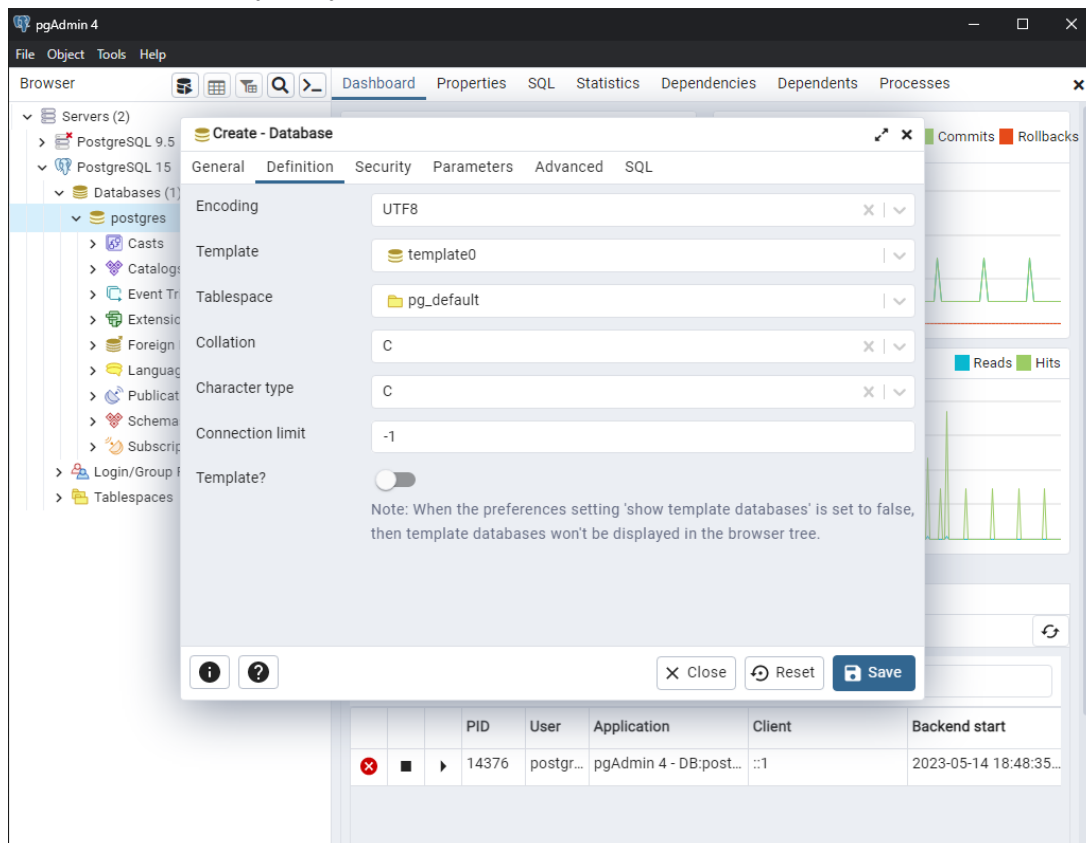 pgAdmin 4
File Object Tools Help
Browser
Dashboard Properties SQL Statistics Dependencies Dependents Processes
Servers (2)
PostgreSQL 9.5
PostgreSQL 15
Databases (1)
postgres
Casts
Catalogs
Event Tr
Extensio
Foreign
Languag
Publicat
Schema
Subscrip
Login/Group
Tablespaces
Create - Database
General Definition Security Parameters Advanced SQL
Encoding UTF8
Template template0
Tablespace pg_default
Collation C
Character type C
Connection limit -1
Template?
Note: When the preferences setting 'show template databases' is set to false,
then template databases won't be displayed in the browser tree.
Close Reset Save
Commits Rollbacks
Reads Hits
PID User Application Client Backend start
14376 postgr... pgAdmin 4 - DB:post... ::1 2023-05-14 18:48:35...